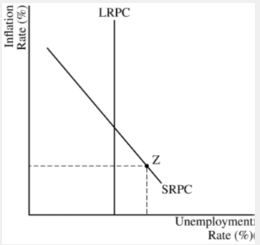 LRPC
Inflation
Rate (%)
Z
SRPC
Unemployment
Rate (%)